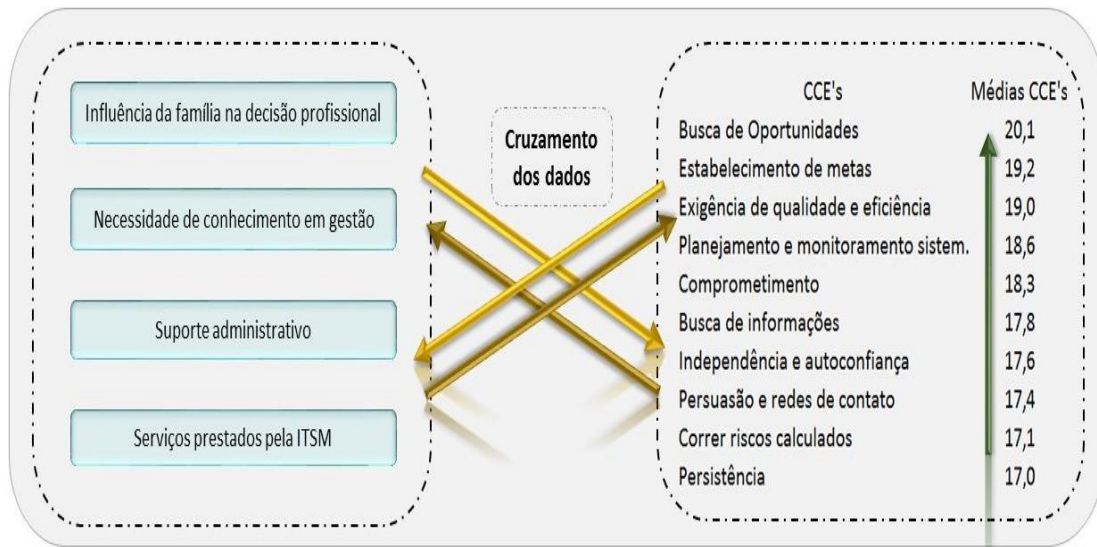 Influência da família na decisão profissional
Necessidade de conhecimento em gestão
Suporte administrativo
Serviços prestados pela ITSM
Cruzamento
dos dados
CCE's Médias CCE's
Busca de Oportunidades 20,1
Estabelecimento de metas 19,2
Exigência de qualidade e eficiência 19,0
Planejamento e monitoramento sistem. 18,6
Comprometimento 18,3
Busca de informações 17,8
Independência e autoconfiança 17,6
Persuasão e redes de contato 17,4
Correr riscos calculados 17,1
Persistência 17,0